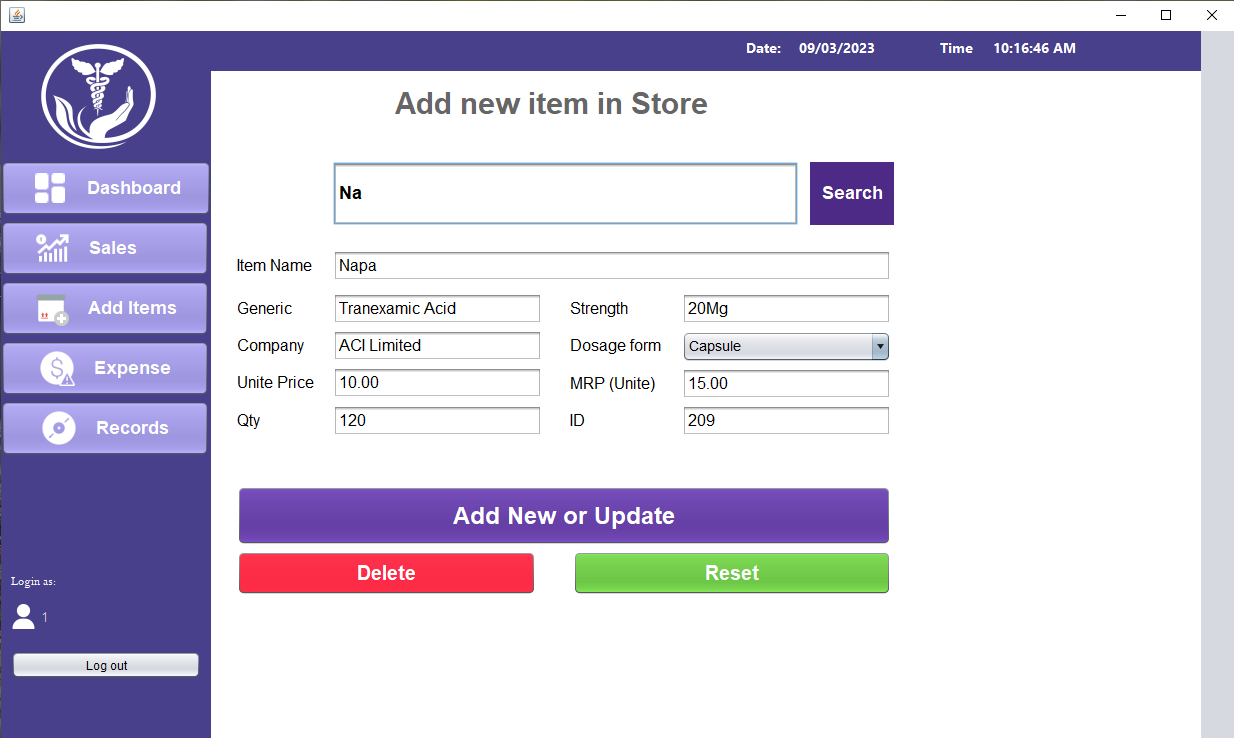 Date: 09/03/2023 Time 10:16:46 AM
Add new item in Store
Na Search
Dashboard
Sales
Add Items
Expense
Records
Item Name Napa
Generic Tranexamic Acid Strength 20Mg
Company ACI Limited Dosage form Capsule
Unite Price 10.00 MRP (Unite) 15.00
Qty 120 ID 209
Add New or Update
Delete Reset
Login as:
1
Log out